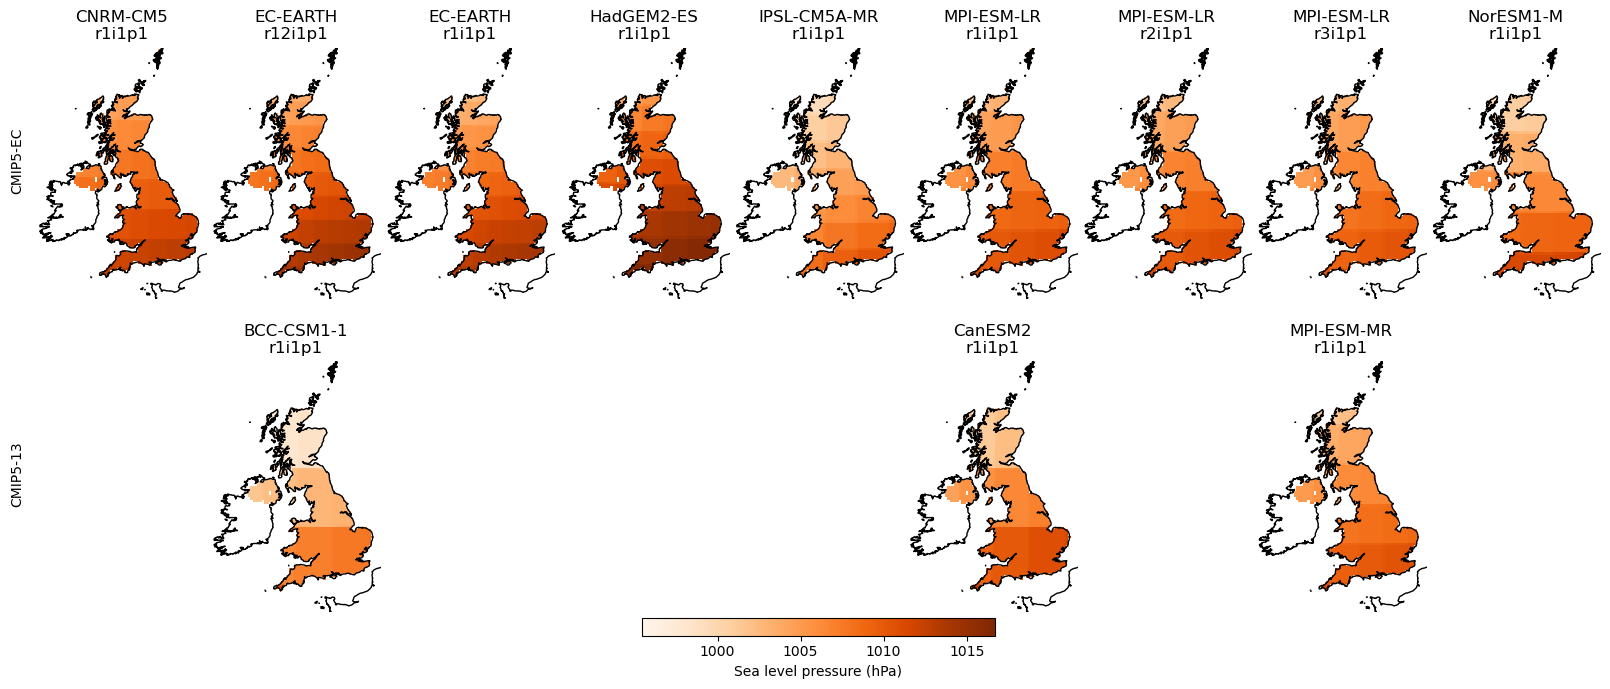 CNRM-CM5
r1i1p1
EC-EARTH
r12i1p1
EC-EARTH
r1i1p1
HadGEM2-ES
r1i1p1
IPSL-CM5A-MR
r1i1p1
MPI-ESM-LR
r1i1p1
MPI-ESM-LR
r2i1p1
MPI-ESM-LR
r3i1p1
NorESM1-M
r1i1p1
CMIP5-EC
BCC-CSM1-1
r1i1p1
CanESM2
r1i1p1
MPI-ESM-MR
r1i1p1
CMIP5-13
1000 1005 1010 1015
Sea level pressure (hPa)